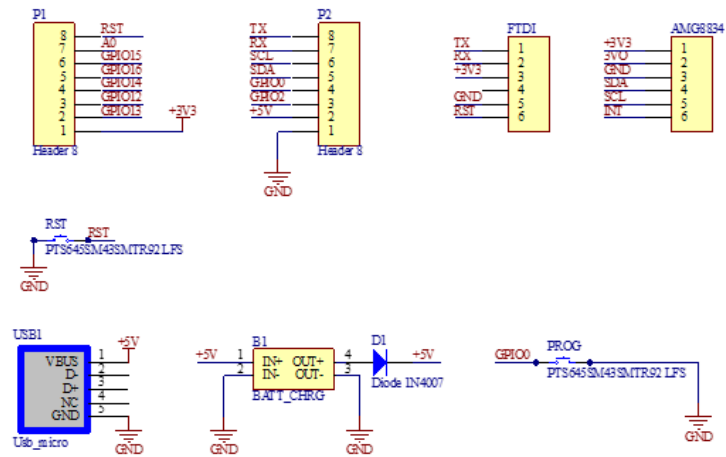 P1
8 RST
7 A0
6 GPIO15
5 GPIO16
4 GPIO14
3 GPIO12
2 GPIO13
1 +3V3
Header 8
P2
TX 8
RX 7
SCL 6
SDA 5
GPIO0 4
GPIO2 3
+5V 2
1
Header 8
GND
FTDI
TX 1
RX 2
+3V3 3
4
GND 5
RST 6
AMG8834
+3V3 1
3VO 2
GND 3
SDA 4
SCL 5
INT 6
RST
RST
PTS645SM43SMTR92 LFS
GND
USB1
+5V
VBUS 1
D- 2
D+ 3
NC 4
GND 5
Usb_micro
GND
B1
+5V 1 IN+ OUT+ 4
2 IN- OUT- 3
BATT_CHRG
GND
GND
D1
+5V
Diode 1N4007
GPIO0
PROG
PTS645SM43SMTR92 LFS
GND